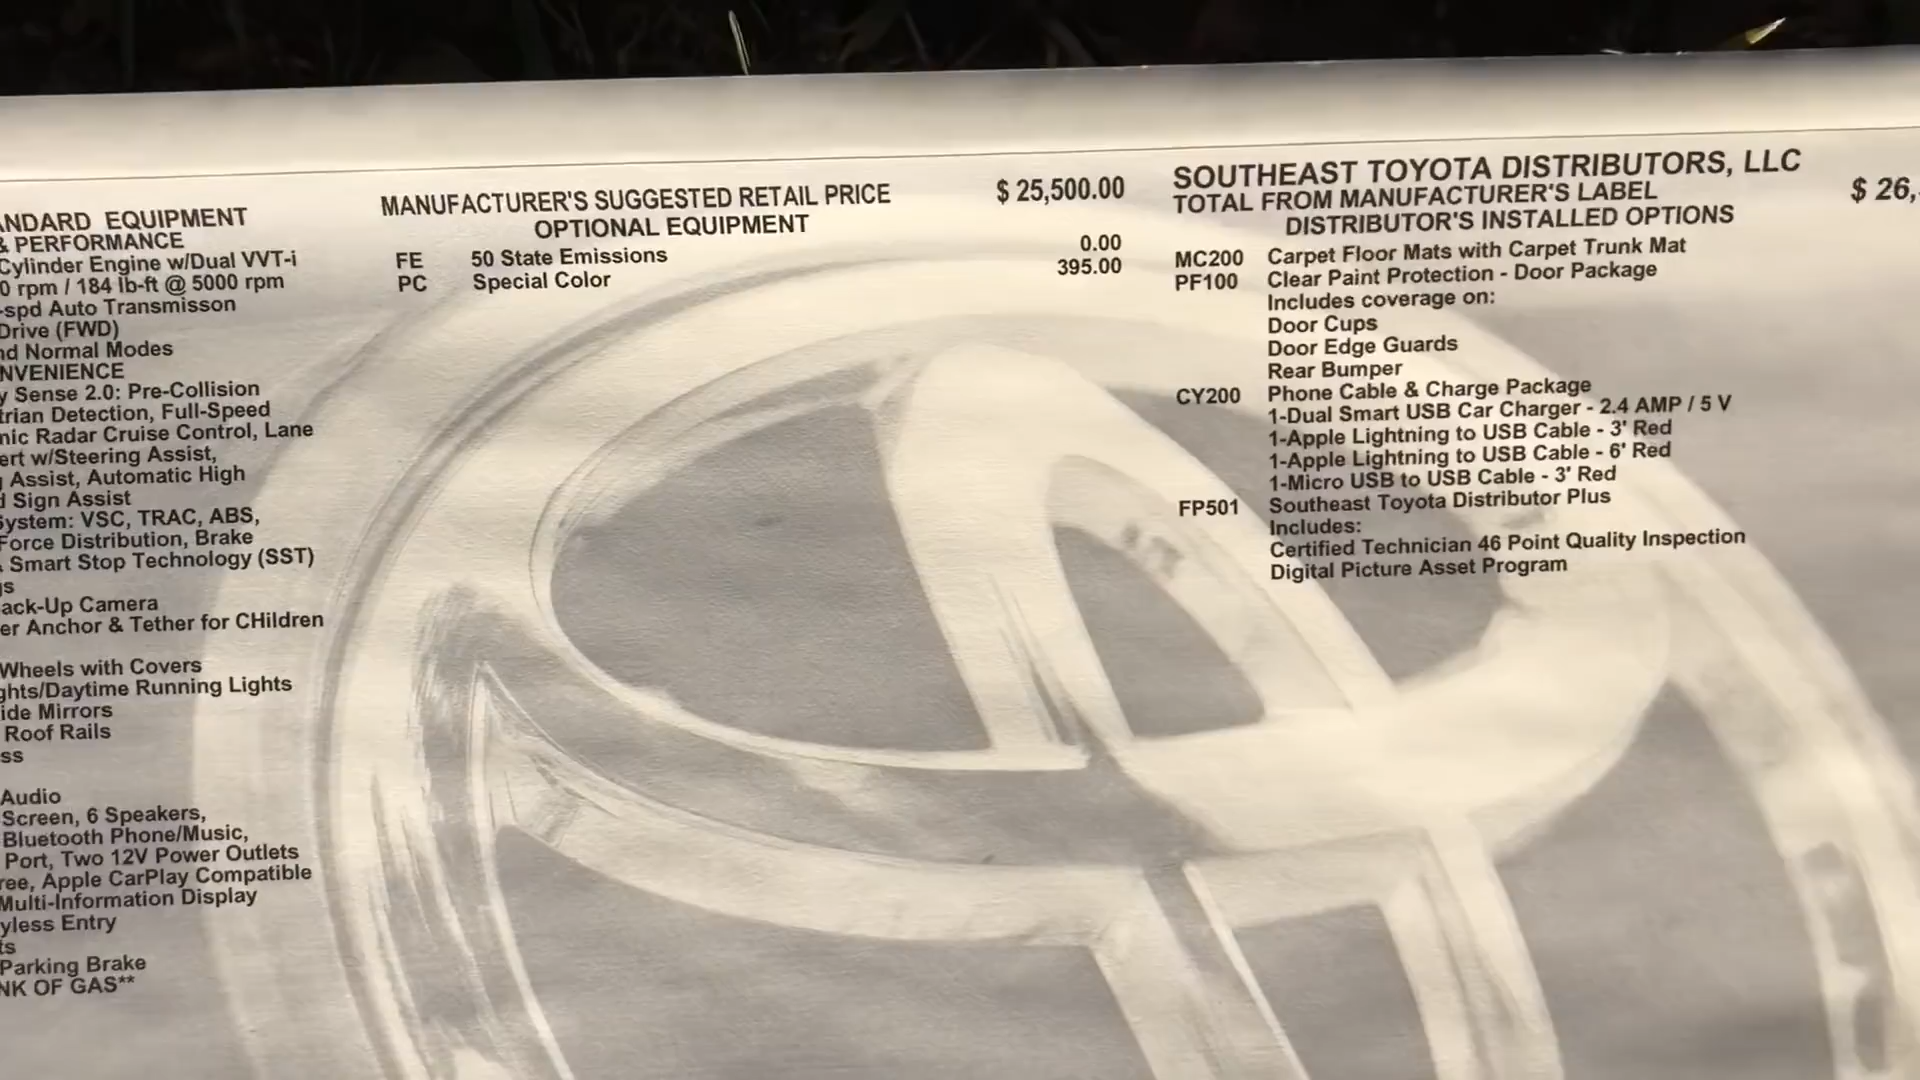 ANDARD EQUIPMENT
& PERFORMANCE
Cylinder Engine w/Dual VVT-i
0 rpm / 184 lb-ft @ 5000 rpm
-spd Auto Transmisson
Drive (FWD)
nd Normal Modes
NVENIENCE
y Sense 2.0: Pre-Collision
trian Detection, Full-Speed
mic Radar Cruise Control, Lane
ert w/Steering Assist,
g Assist, Automatic High
d Sign Assist
System: VSC, TRAC, ABS,
Force Distribution, Brake
& Smart Stop Technology (SST)
gs
ack-Up Camera
er Anchor & Tether for CHildren
Wheels with Covers
ghts/Daytime Running Lights
ide Mirrors
Roof Rails
ss
Audio
Screen, 6 Speakers,
Bluetooth Phone/Music,
Port, Two 12V Power Outlets
ree, Apple CarPlay Compatible
Multi-Information Display
yless Entry
ts
Parking Brake
NK OF GAS**
MANUFACTURER'S SUGGESTED RETAIL PRICE $ 25,500.00
OPTIONAL EQUIPMENT
FE 50 State Emissions 0.00
PC Special Color 395.00
SOUTHEAST TOYOTA DISTRIBUTORS, LLC
TOTAL FROM MANUFACTURER'S LABEL $ 26,
DISTRIBUTOR'S INSTALLED OPTIONS
MC200 Carpet Floor Mats with Carpet Trunk Mat
PF100 Clear Paint Protection - Door Package
Includes coverage on:
Door Cups
Door Edge Guards
Rear Bumper
CY200 Phone Cable & Charge Package
1-Dual Smart USB Car Charger - 2.4 AMP / 5 V
1-Apple Lightning to USB Cable - 3' Red
1-Apple Lightning to USB Cable - 6' Red
1-Micro USB to USB Cable - 3' Red
FP501 Southeast Toyota Distributor Plus
Includes:
Certified Technician 46 Point Quality Inspection
Digital Picture Asset Program